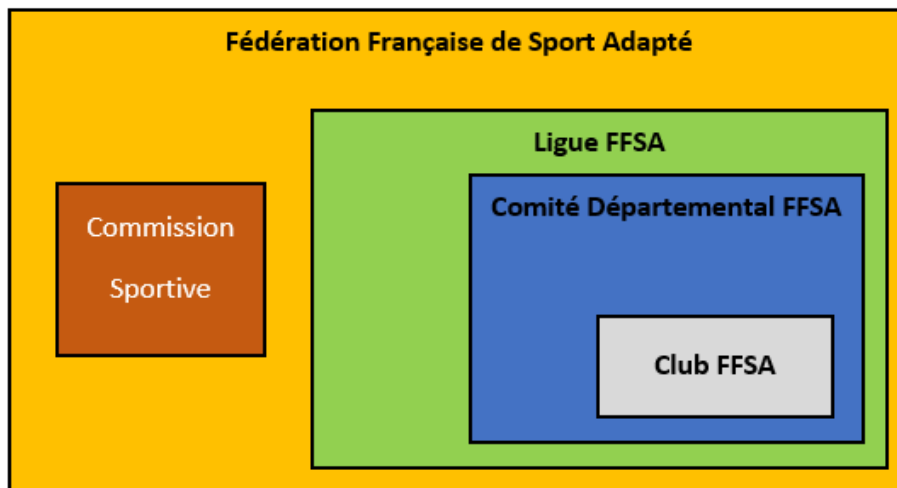 Fédération Française de Sport Adapté
Ligue FFSA
Comité Départemental FFSA
Commission
Sportive
Club FFSA